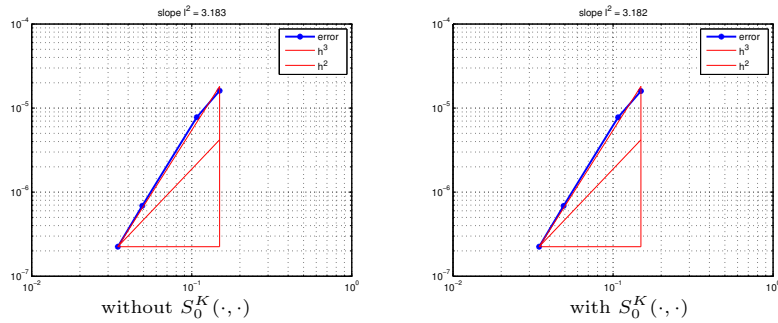 slope l² = 3.183
error
h³
h²
10⁻⁴
10⁻⁵
10⁻⁶
10⁻⁷
10⁻²
10⁻¹
10⁰
without S₀ᴷ(·, ·)
slope l² = 3.182
error
h³
h²
10⁻⁴
10⁻⁵
10⁻⁶
10⁻⁷
10⁻²
10⁻¹
10⁰
with S₀ᴷ(·, ·)